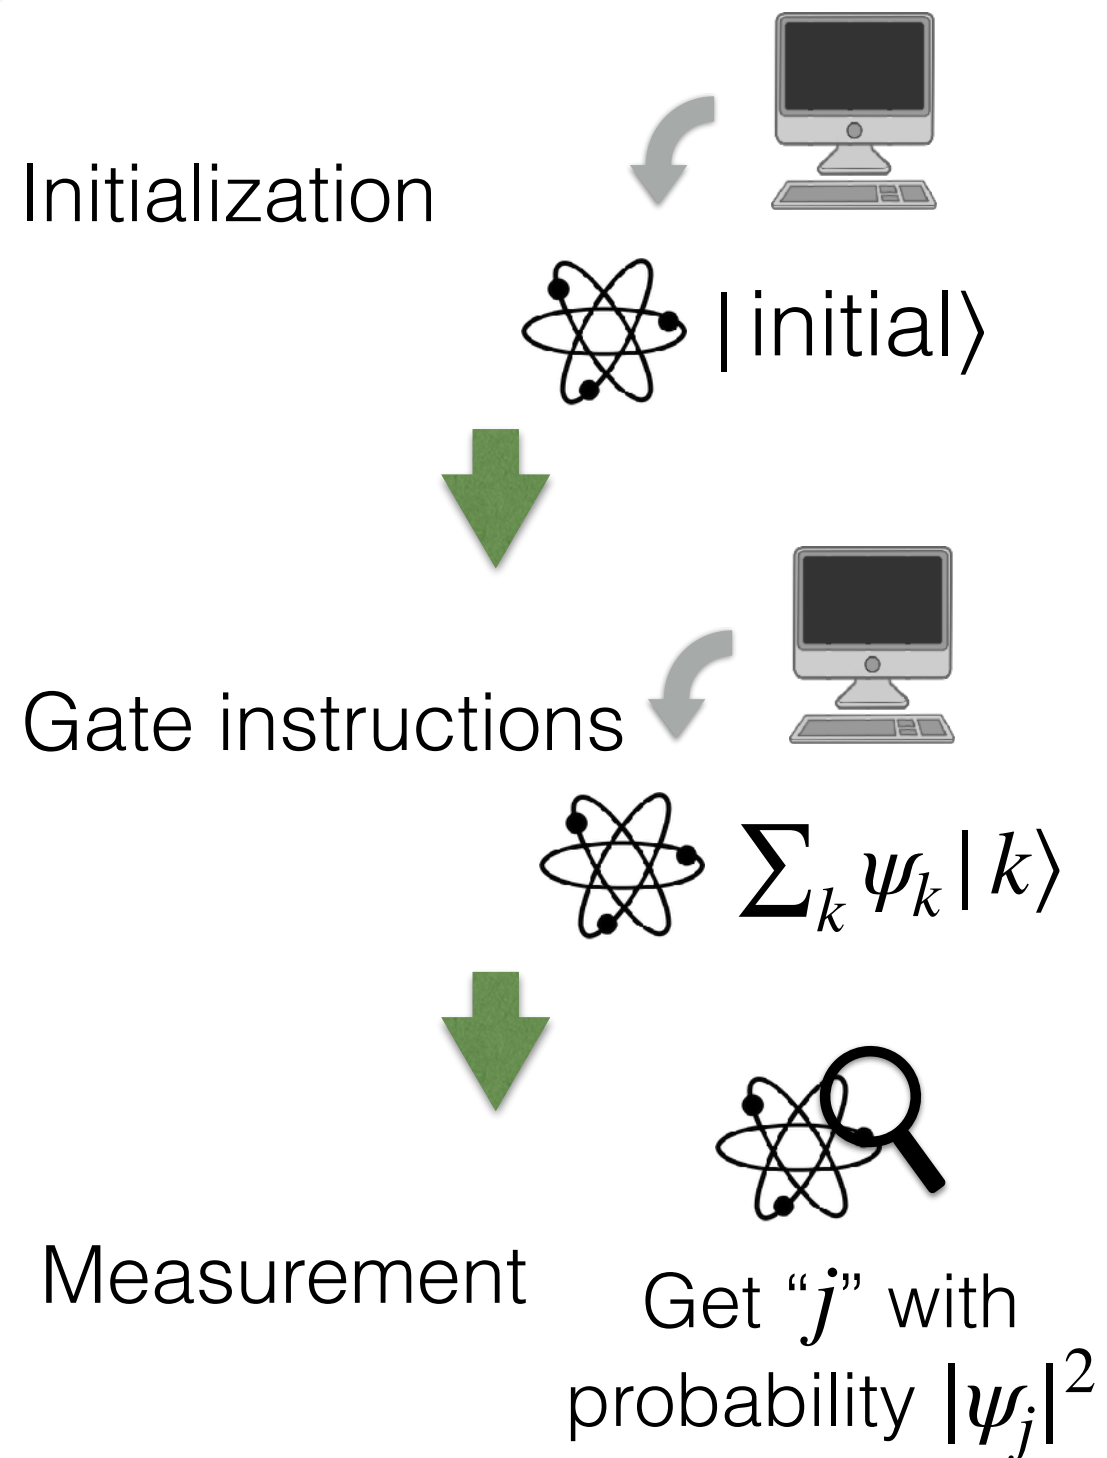 Initialization
|initial⟩
Gate instructions
∑ₖ ψₖ|k⟩
Measurement
Get “j” with
probability |ψⱼ|²